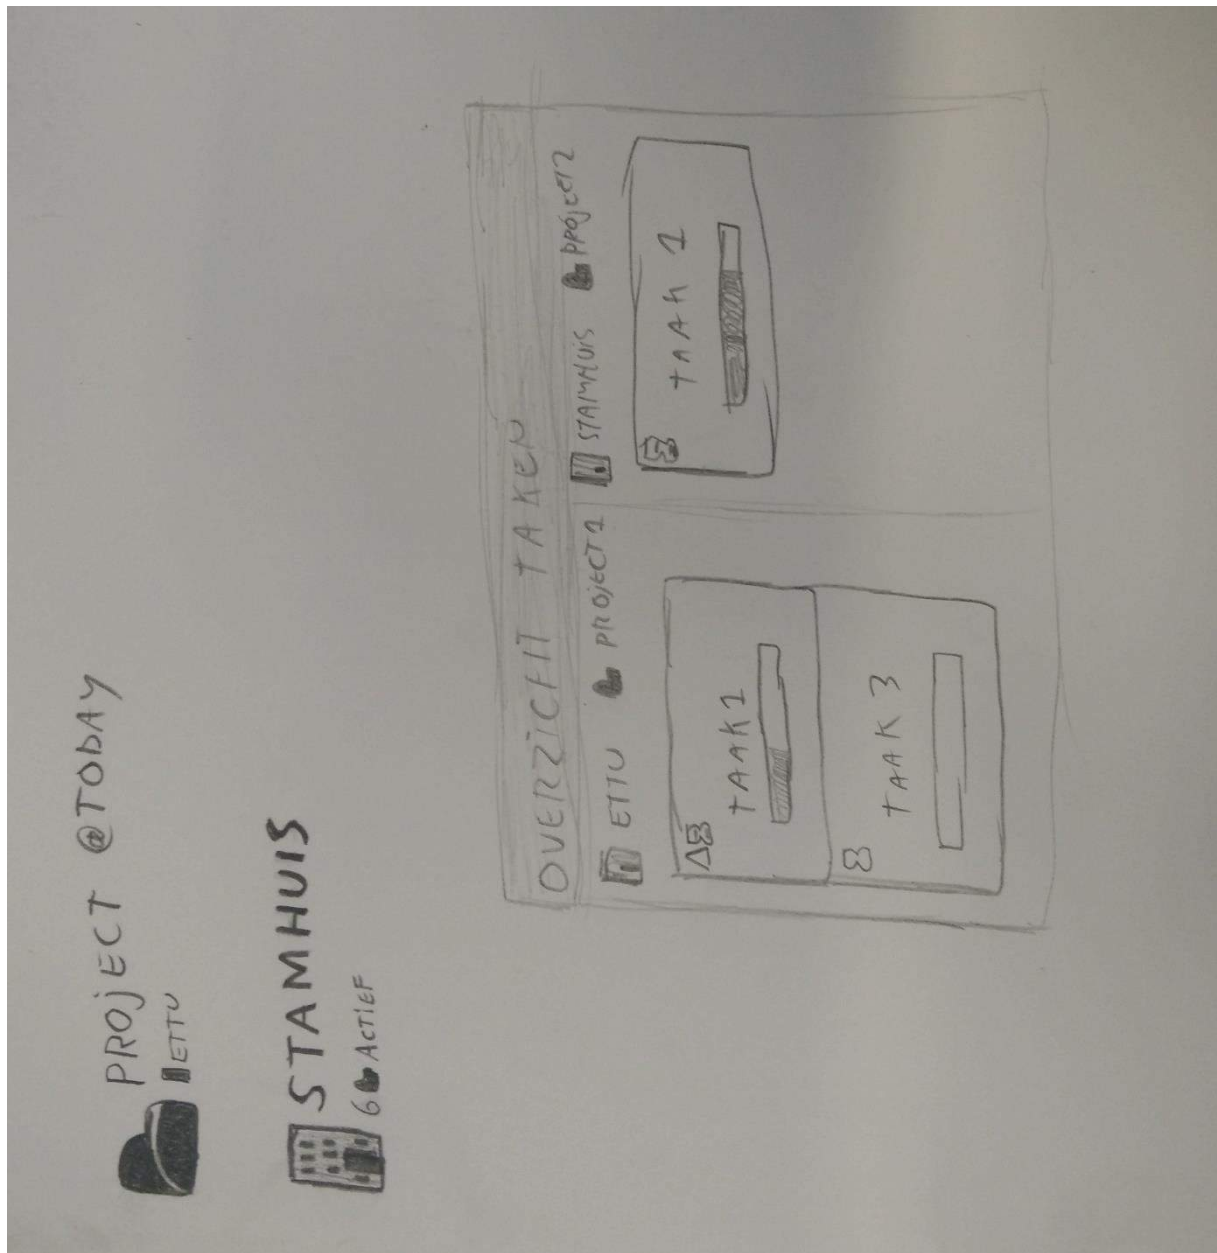 PROJECT @TODAY
ETTU
STAMHUIS
6 ACTIEF
OVERZICHT TAKEN
ETTU PROJECT1
STAMHUIS PROJECT2
TAAK1
TAAK 1
TAAK 3